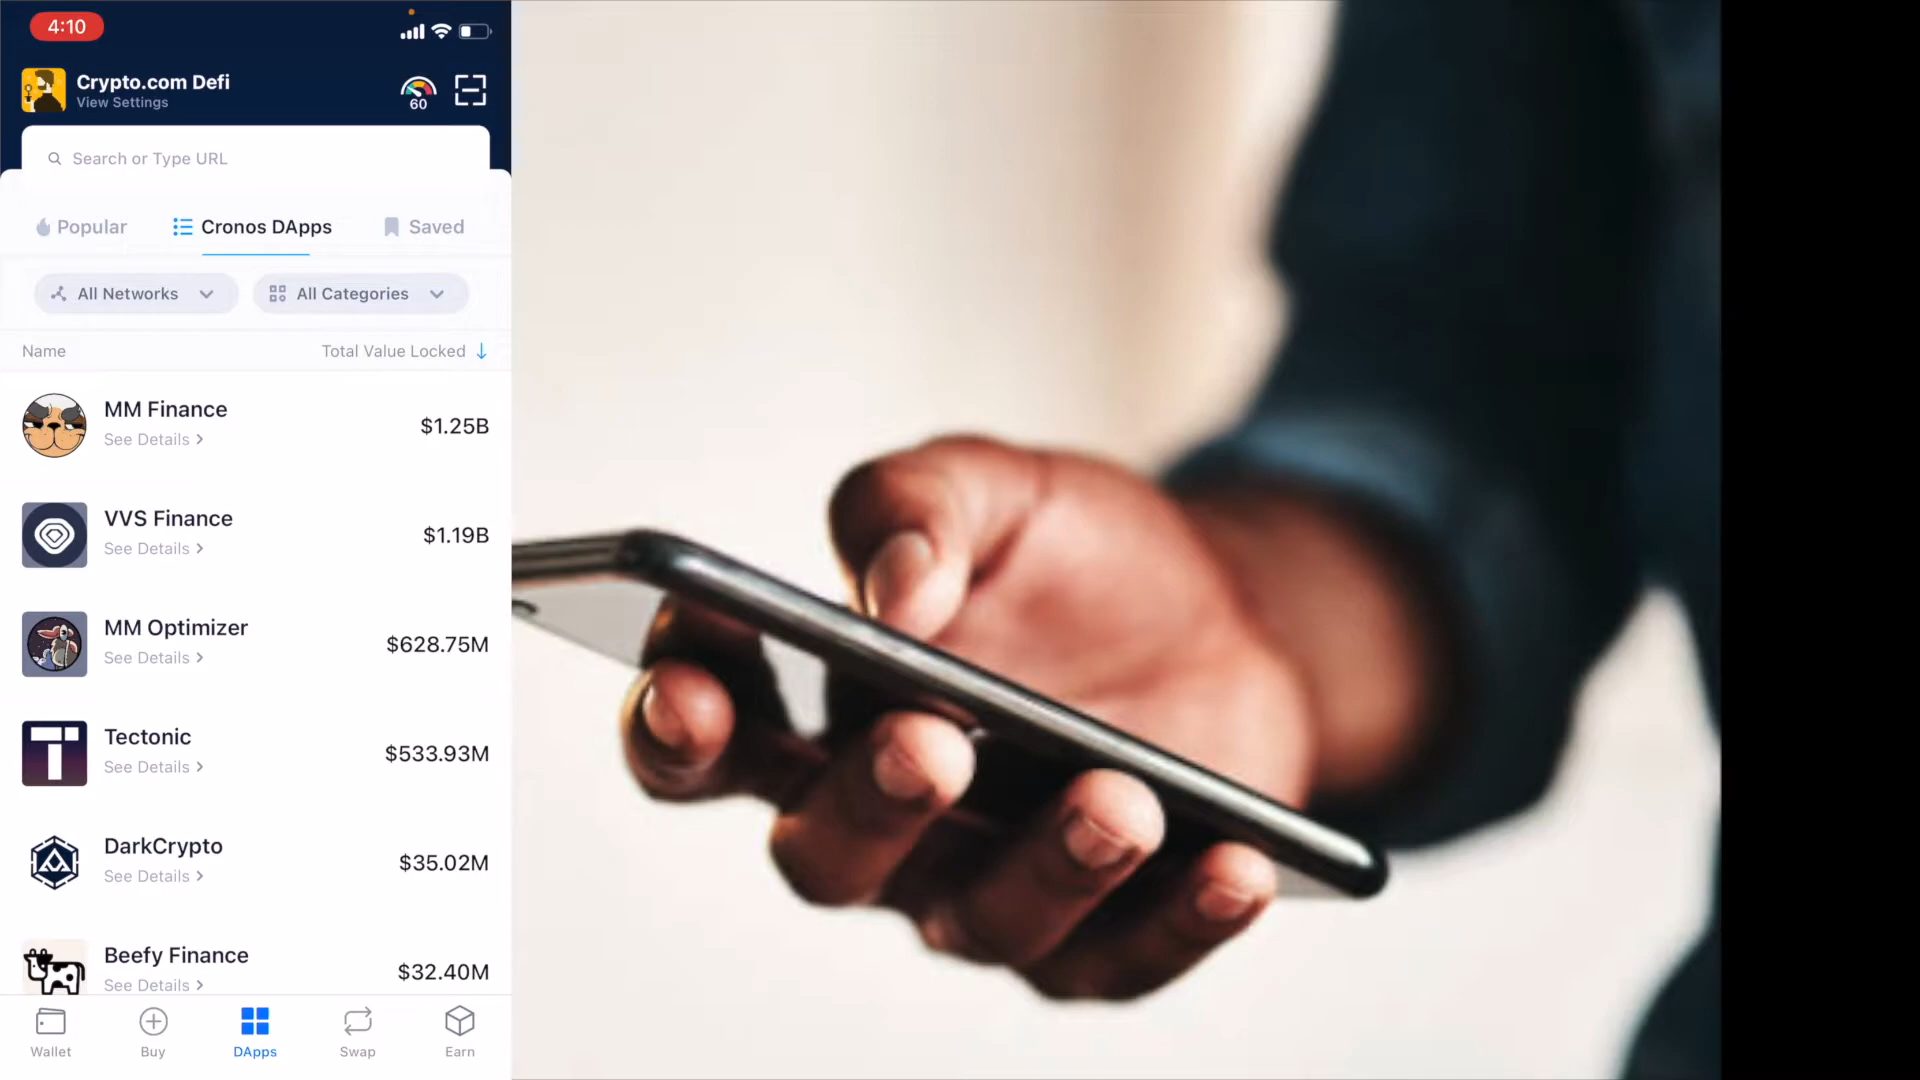 4:10
Crypto.com Defi
View Settings
60
Search or Type URL
Popular
Cronos DApps
Saved
All Networks
All Categories
Name
Total Value Locked
MM Finance
See Details
$1.25B
VVS Finance
See Details
$1.19B
MM Optimizer
See Details
$628.75M
Tectonic
See Details
$533.93M
DarkCrypto
See Details
$35.02M
Beefy Finance
See Details
$32.40M
Wallet
Buy
DApps
Swap
Earn